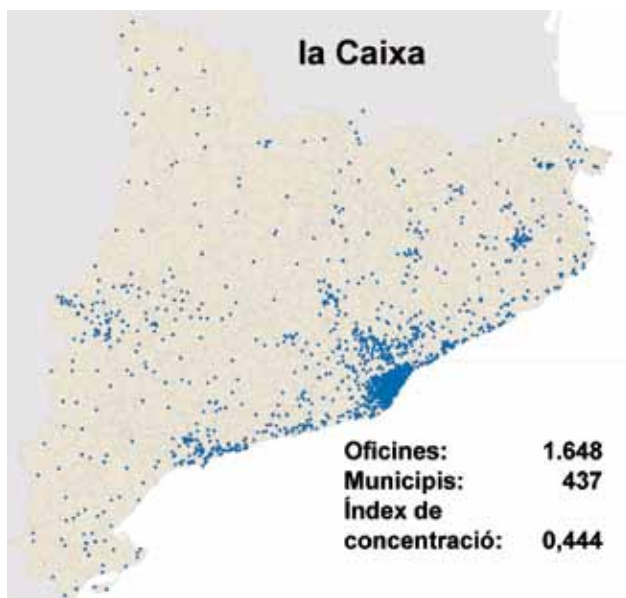 la Caixa
Oficines: 1.648
Municipis: 437
Índex de
concentració: 0,444